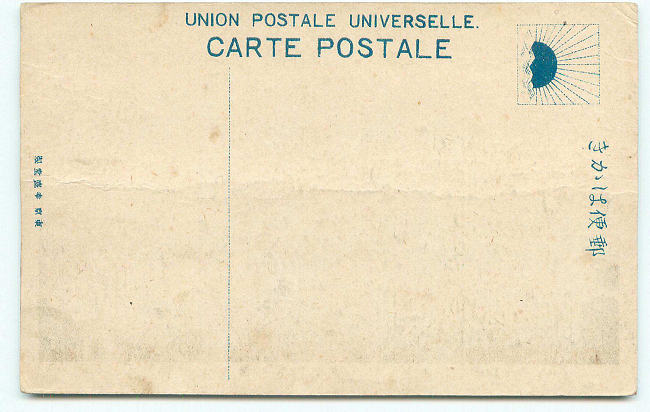 UNION POSTALE UNIVERSELLE.
CARTE POSTALE
きかは便郵